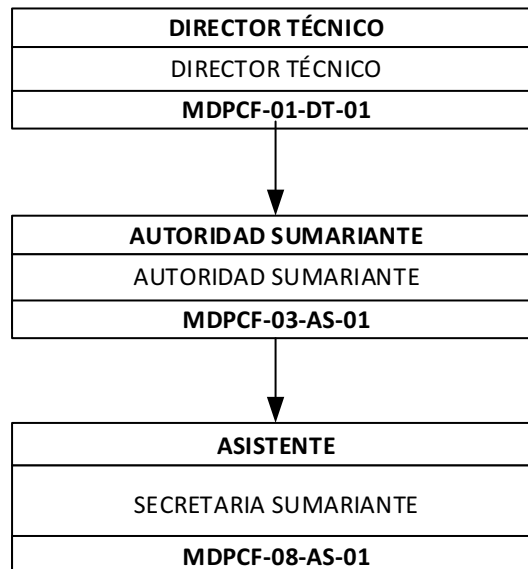 DIRECTOR TÉCNICO
DIRECTOR TÉCNICO
MDPCF-01-DT-01
AUTORIDAD SUMARIANTE
AUTORIDAD SUMARIANTE
MDPCF-03-AS-01
ASISTENTE
SECRETARIA SUMARIANTE
MDPCF-08-AS-01